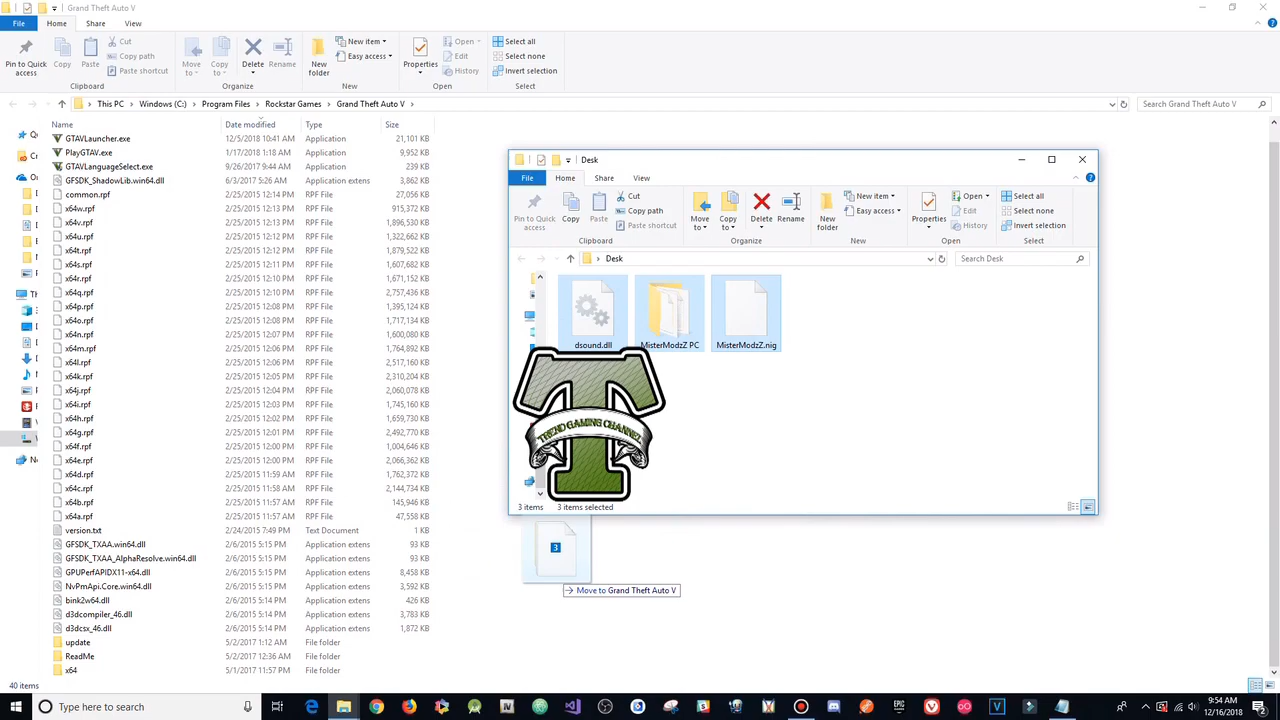 Grand Theft Auto V
File Home Share View
Pin to Quick access
Copy
Paste
Cut
Copy path
Paste shortcut
Move to
Copy to
Delete
Rename
New folder
New item
Easy access
Properties
Open
Edit
History
Select all
Select none
Invert selection
Clipboard Organize New Open Select
This PC Windows (C:) Program Files Rockstar Games Grand Theft Auto V
Search Grand Theft Auto V
Name Date modified Type Size
GTAVLauncher.exe 12/5/2018 10:41 AM Application 21,101 KB
PlayGTAV.exe 1/17/2018 1:18 AM Application 9,952 KB
GTAVLanguageSelect.exe 9/26/2017 9:44 AM Application 239 KB
GFSDK_ShadowLib.win64.dll 6/3/2017 5:26 AM Application extens 3,862 KB
common.rpf 2/25/2015 12:14 PM RPF File 27,056 KB
x64w.rpf 2/25/2015 12:13 PM RPF File 915,372 KB
x64v.rpf 2/25/2015 12:13 PM RPF File 1,896,530 KB
x64u.rpf 2/25/2015 12:12 PM RPF File 1,322,662 KB
x64t.rpf 2/25/2015 12:12 PM RPF File 1,879,522 KB
x64s.rpf 2/25/2015 12:11 PM RPF File 1,607,682 KB
x64r.rpf 2/25/2015 12:10 PM RPF File 1,671,152 KB
x64q.rpf 2/25/2015 12:10 PM RPF File 2,757,436 KB
x64p.rpf 2/25/2015 12:08 PM RPF File 1,395,124 KB
x64o.rpf 2/25/2015 12:08 PM RPF File 1,717,134 KB
x64n.rpf 2/25/2015 12:07 PM RPF File 1,600,080 KB
x64m.rpf 2/25/2015 12:06 PM RPF File 1,764,892 KB
x64l.rpf 2/25/2015 12:06 PM RPF File 2,517,160 KB
x64k.rpf 2/25/2015 12:05 PM RPF File 2,310,204 KB
x64j.rpf 2/25/2015 12:04 PM RPF File 2,060,078 KB
x64i.rpf 2/25/2015 12:03 PM RPF File 1,745,160 KB
x64h.rpf 2/25/2015 12:02 PM RPF File 1,659,730 KB
x64g.rpf 2/25/2015 12:01 PM RPF File 2,492,770 KB
x64f.rpf 2/25/2015 12:01 PM RPF File 1,004,646 KB
x64e.rpf 2/25/2015 12:00 PM RPF File 2,066,362 KB
x64d.rpf 2/25/2015 11:59 AM RPF File 1,762,372 KB
x64c.rpf 2/25/2015 11:58 AM RPF File 2,144,734 KB
x64b.rpf 2/25/2015 11:57 AM RPF File 145,946 KB
x64a.rpf 2/25/2015 11:57 AM RPF File 47,558 KB
version.txt 2/24/2015 7:49 PM Text Document 1 KB
GFSDK_TXAA.win64.dll 2/6/2015 5:15 PM Application extens 93 KB
GFSDK_TXAA_AlphaResolve.win64.dll 2/6/2015 5:15 PM Application extens 93 KB
GPUPerfAPIDX11-x64.dll 2/6/2015 5:15 PM Application extens 8,458 KB
NvPmApi.Core.win64.dll 2/6/2015 5:15 PM Application extens 3,592 KB
bink2w64.dll 2/6/2015 5:14 PM Application extens 426 KB
d3dcompiler_46.dll 2/6/2015 5:14 PM Application extens 3,783 KB
d3dcsx_46.dll 2/6/2015 5:14 PM Application extens 1,872 KB
update 5/2/2017 1:12 AM File folder
ReadMe 5/2/2017 12:36 AM File folder
x64 5/1/2017 11:57 PM File folder
40 items
Desk
File Home Share View
Pin to Quick access
Copy
Paste
Cut
Copy path
Paste shortcut
Move to
Copy to
Delete
Rename
New folder
New item
Easy access
Properties
Open
Edit
History
Select all
Select none
Invert selection
Clipboard Organize New Open Select
Desk
Search Desk
dsound.dll MisterModzZ PC MisterModzZ.nig
TREND GAMING CHANNEL
3 items 3 items selected
3
Move to Grand Theft Auto V
Type here to search
9:54 AM
12/16/2018